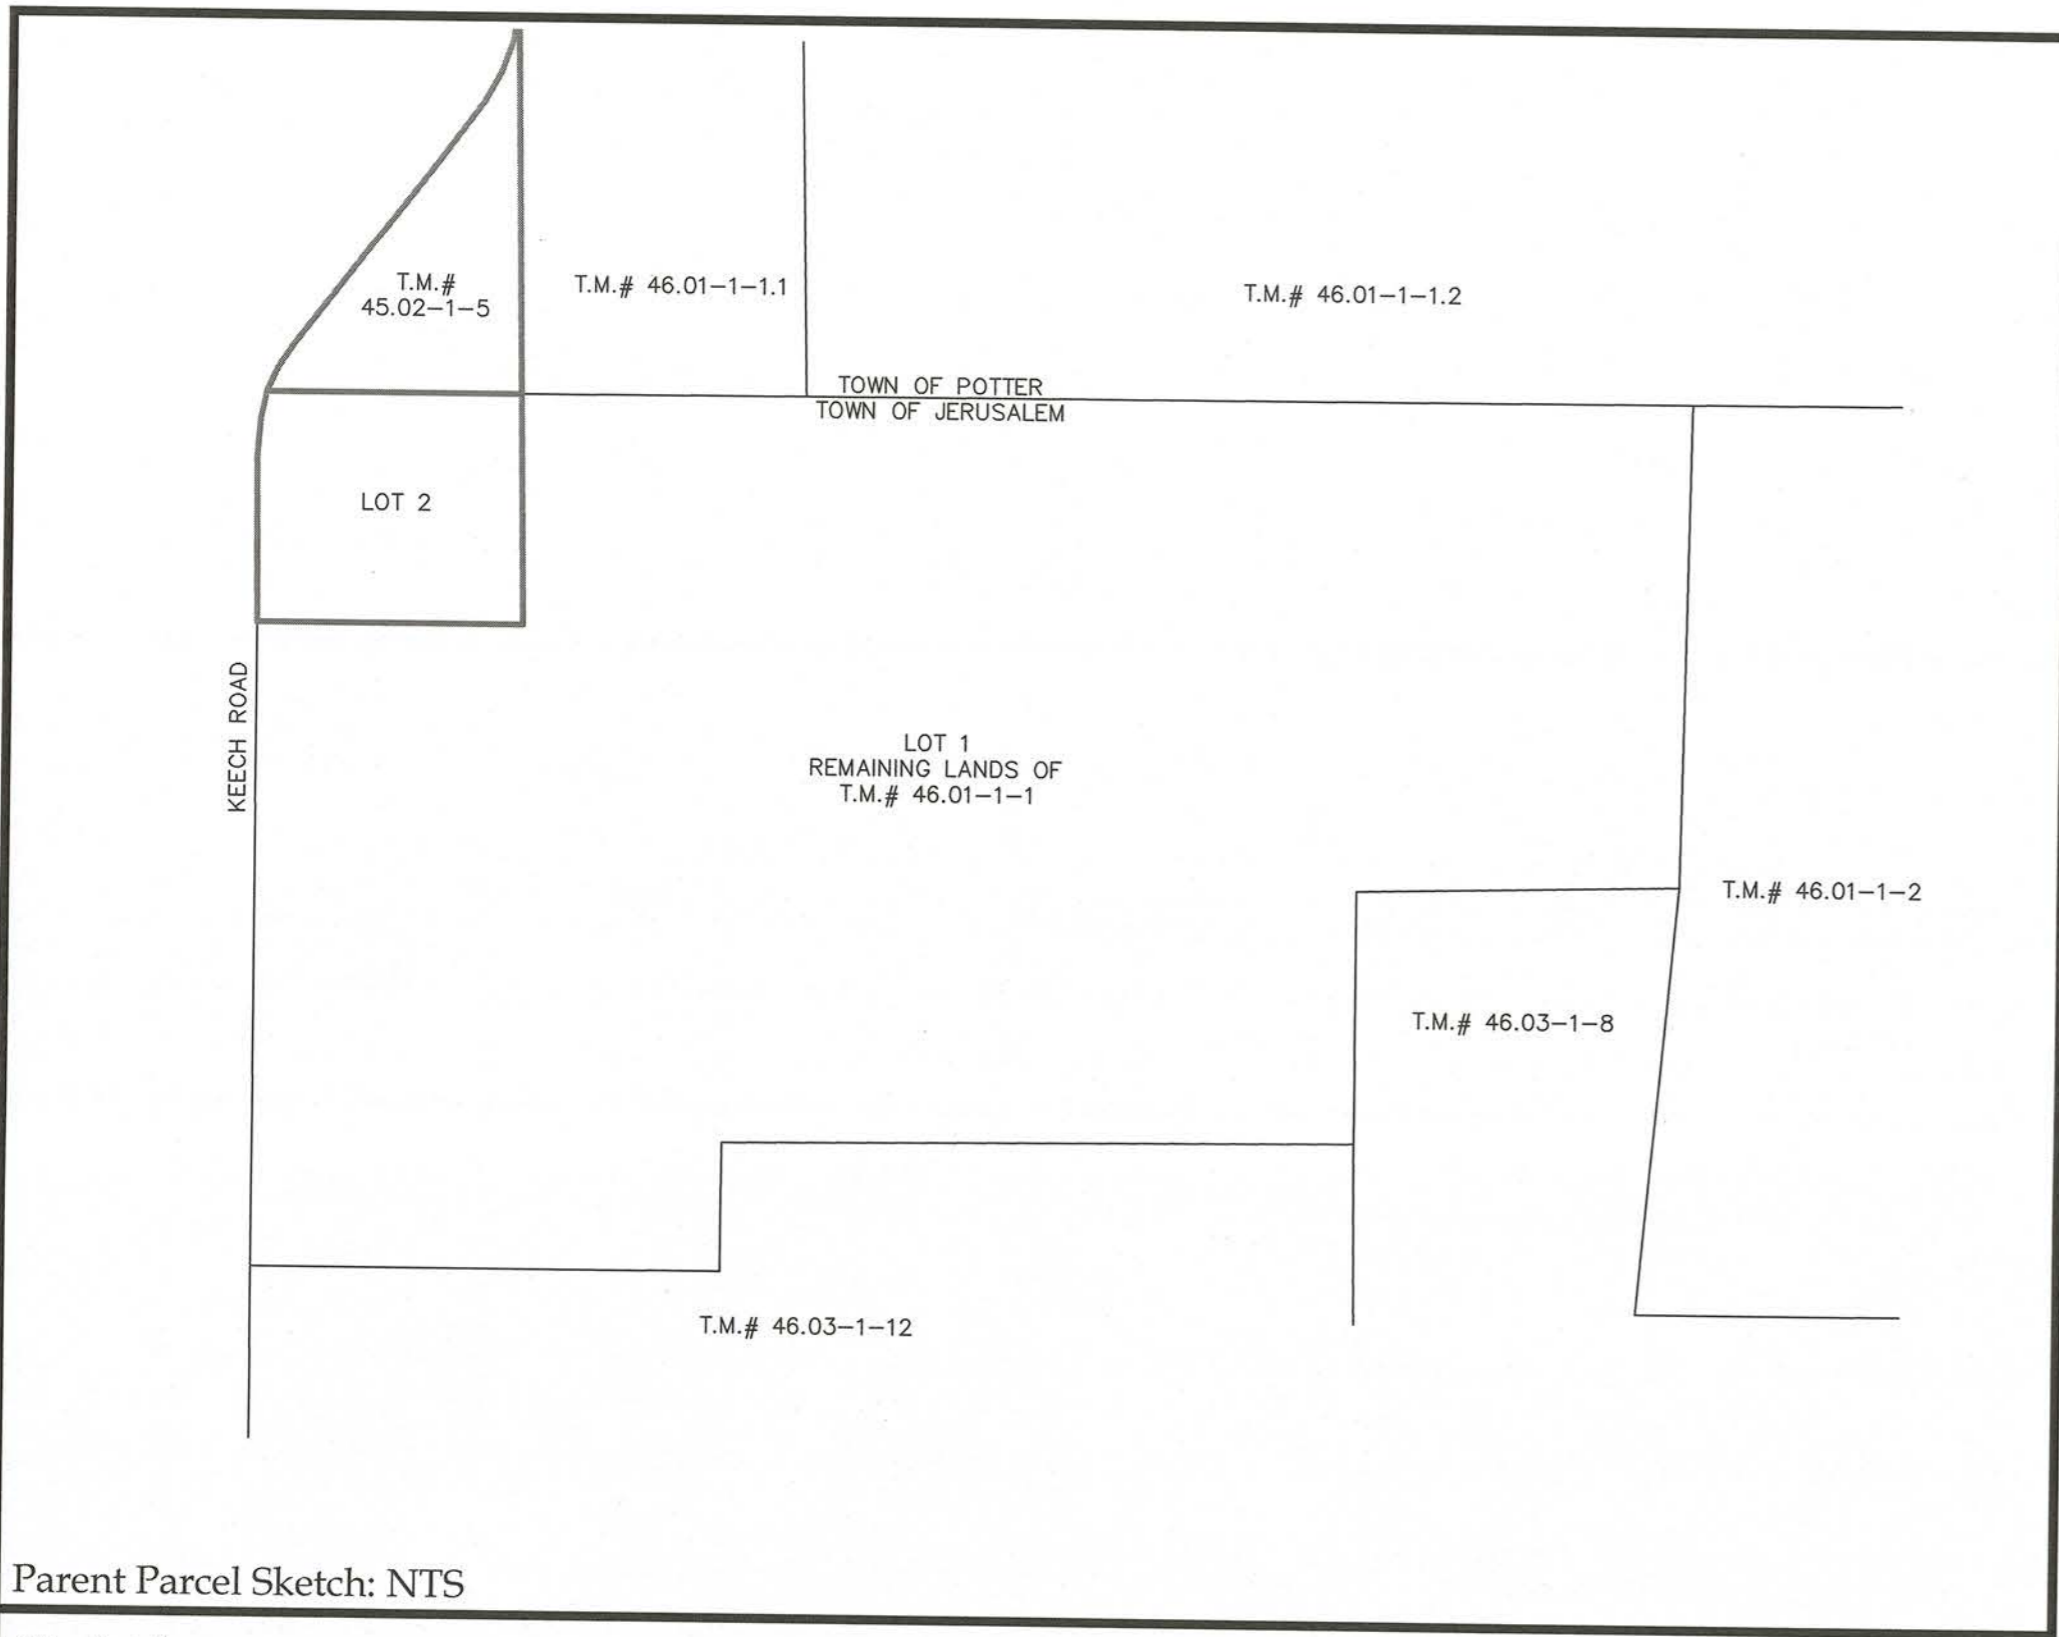 T.M.#
45.02-1-5
T.M.# 46.01-1-1.1
T.M.# 46.01-1-1.2
TOWN OF POTTER
TOWN OF JERUSALEM
LOT 2
KEECH ROAD
LOT 1
REMAINING LANDS OF
T.M.# 46.01-1-1
T.M.# 46.01-1-2
T.M.# 46.03-1-8
T.M.# 46.03-1-12
Parent Parcel Sketch: NTS